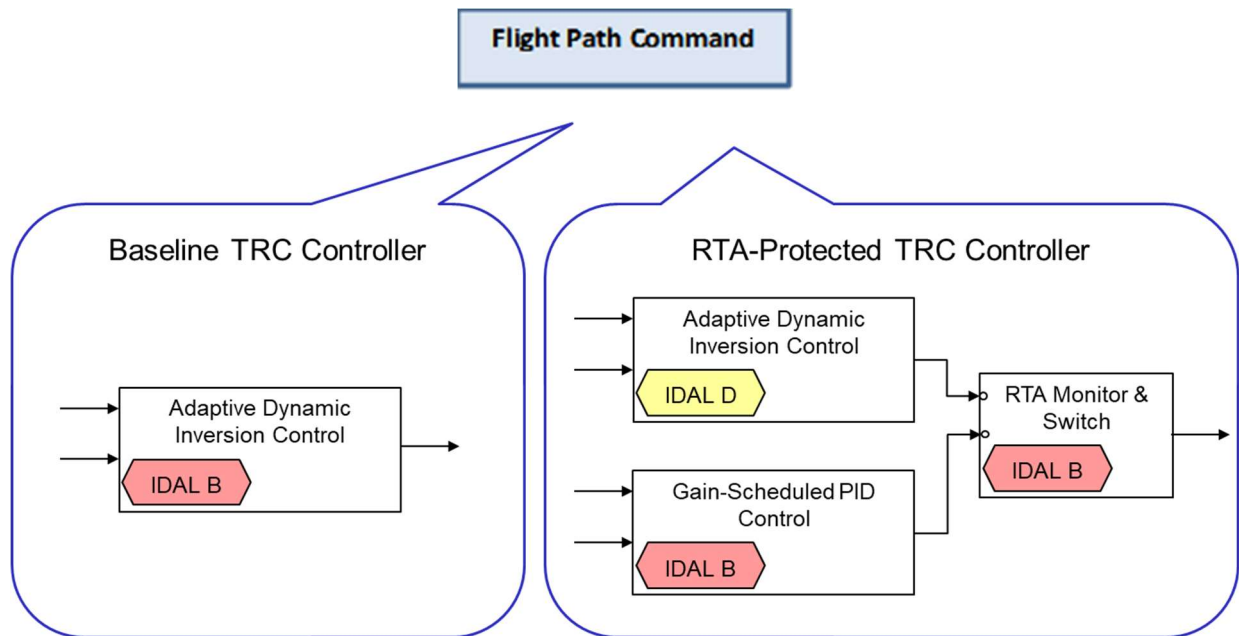 Flight Path Command
Baseline TRC Controller
Adaptive Dynamic
Inversion Control
IDAL B
RTA-Protected TRC Controller
Adaptive Dynamic
Inversion Control
IDAL D
Gain-Scheduled PID
Control
IDAL B
RTA Monitor &
Switch
IDAL B